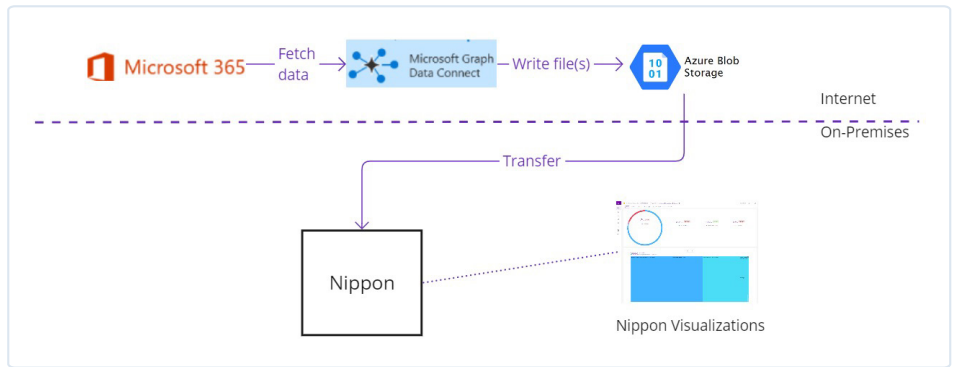 Microsoft 365
Fetch
data
Microsoft Graph
Data Connect
Write file(s)
10
01
Azure Blob
Storage
Internet
On-Premises
Transfer
Nippon
Nippon Visualizations